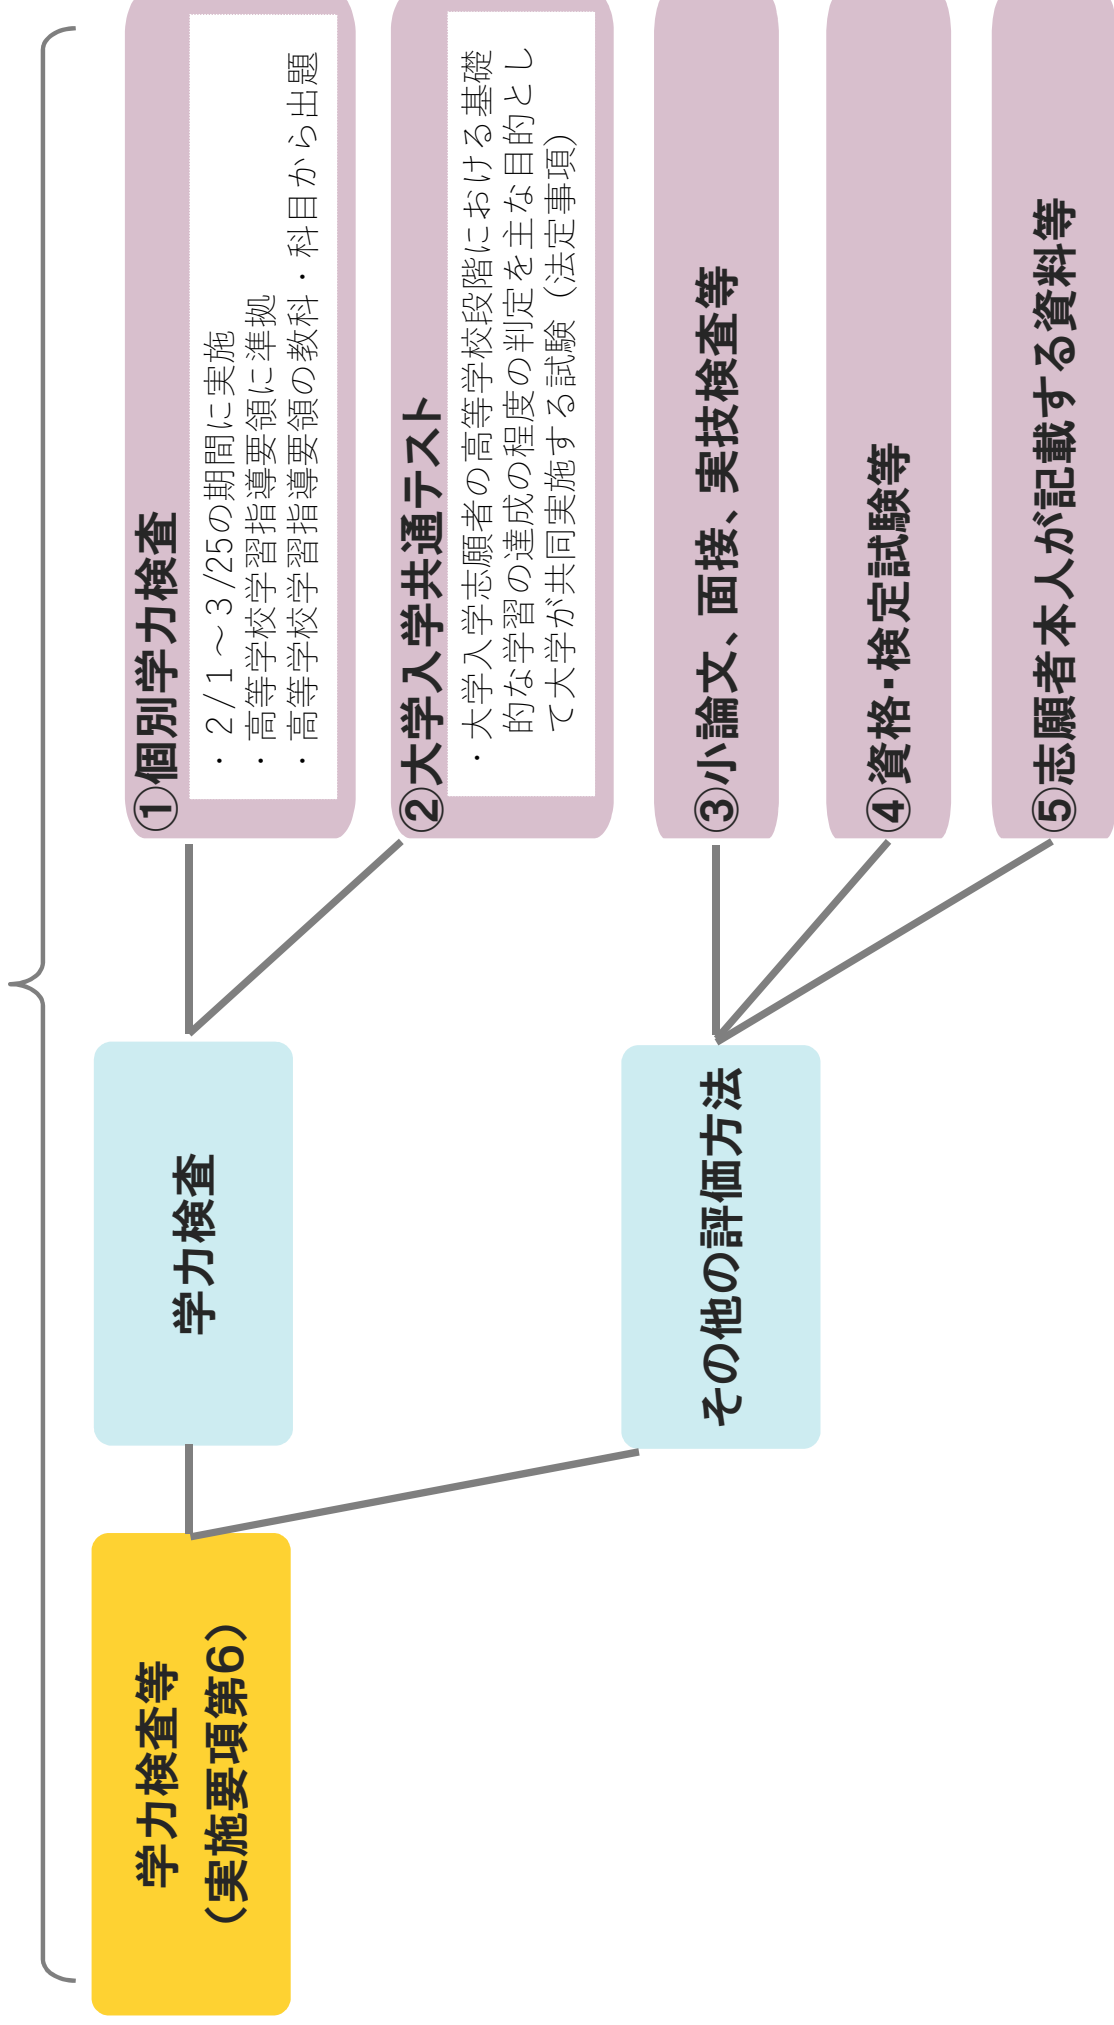 学力検査等
（実施要項第6）
学力検査
その他の評価方法
①個別学力検査
・２/１～３/25の期間に実施
・高等学校学習指導要領に準拠
・高等学校学習指導要領の教科・科目から出題
②大学入学共通テスト
・大学入学志願者の高等学校段階における基礎
的な学習の達成の程度の判定を主な目的とし
て大学が共同実施する試験（法定事項）
③小論文、面接、実技検査等
④資格・検定試験等
⑤志願者本人が記載する資料等